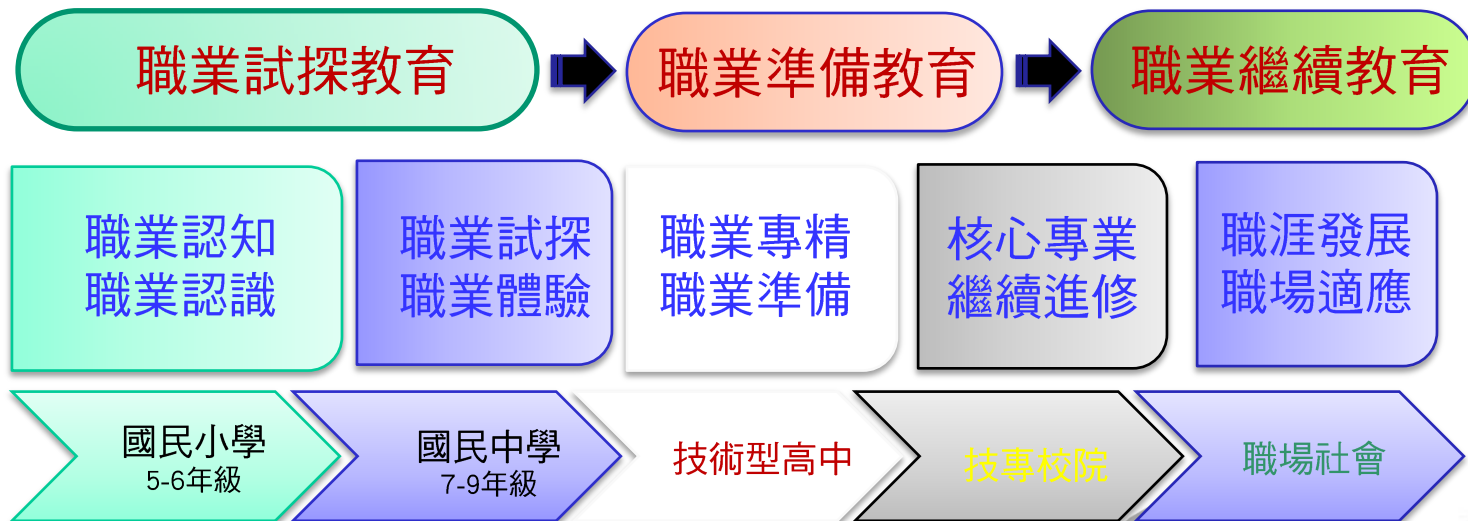 職業試探教育
職業準備教育
職業繼續教育
職業認知
職業認識
職業試探
職業體驗
職業專精
職業準備
核心專業
繼續進修
職涯發展
職場適應
國民小學
5-6年級
國民中學
7-9年級
技術型高中
技專校院
職場社會